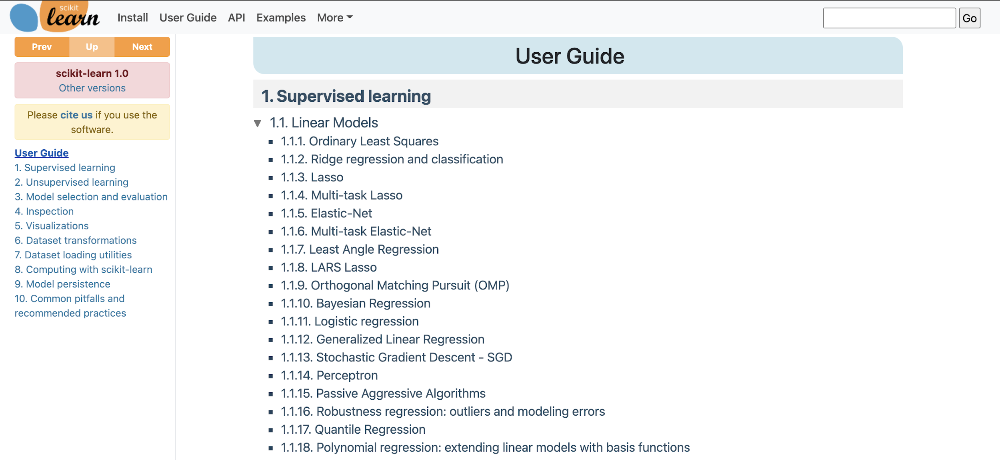 scikit
learn
Install User Guide API Examples More
Go
Prev Up Next
scikit-learn 1.0
Other versions
Please cite us if you use the
software.
User Guide
1. Supervised learning
2. Unsupervised learning
3. Model selection and evaluation
4. Inspection
5. Visualizations
6. Dataset transformations
7. Dataset loading utilities
8. Computing with scikit-learn
9. Model persistence
10. Common pitfalls and
recommended practices
User Guide
1. Supervised learning
1.1. Linear Models
1.1.1. Ordinary Least Squares
1.1.2. Ridge regression and classification
1.1.3. Lasso
1.1.4. Multi-task Lasso
1.1.5. Elastic-Net
1.1.6. Multi-task Elastic-Net
1.1.7. Least Angle Regression
1.1.8. LARS Lasso
1.1.9. Orthogonal Matching Pursuit (OMP)
1.1.10. Bayesian Regression
1.1.11. Logistic regression
1.1.12. Generalized Linear Regression
1.1.13. Stochastic Gradient Descent - SGD
1.1.14. Perceptron
1.1.15. Passive Aggressive Algorithms
1.1.16. Robustness regression: outliers and modeling errors
1.1.17. Quantile Regression
1.1.18. Polynomial regression: extending linear models with basis functions